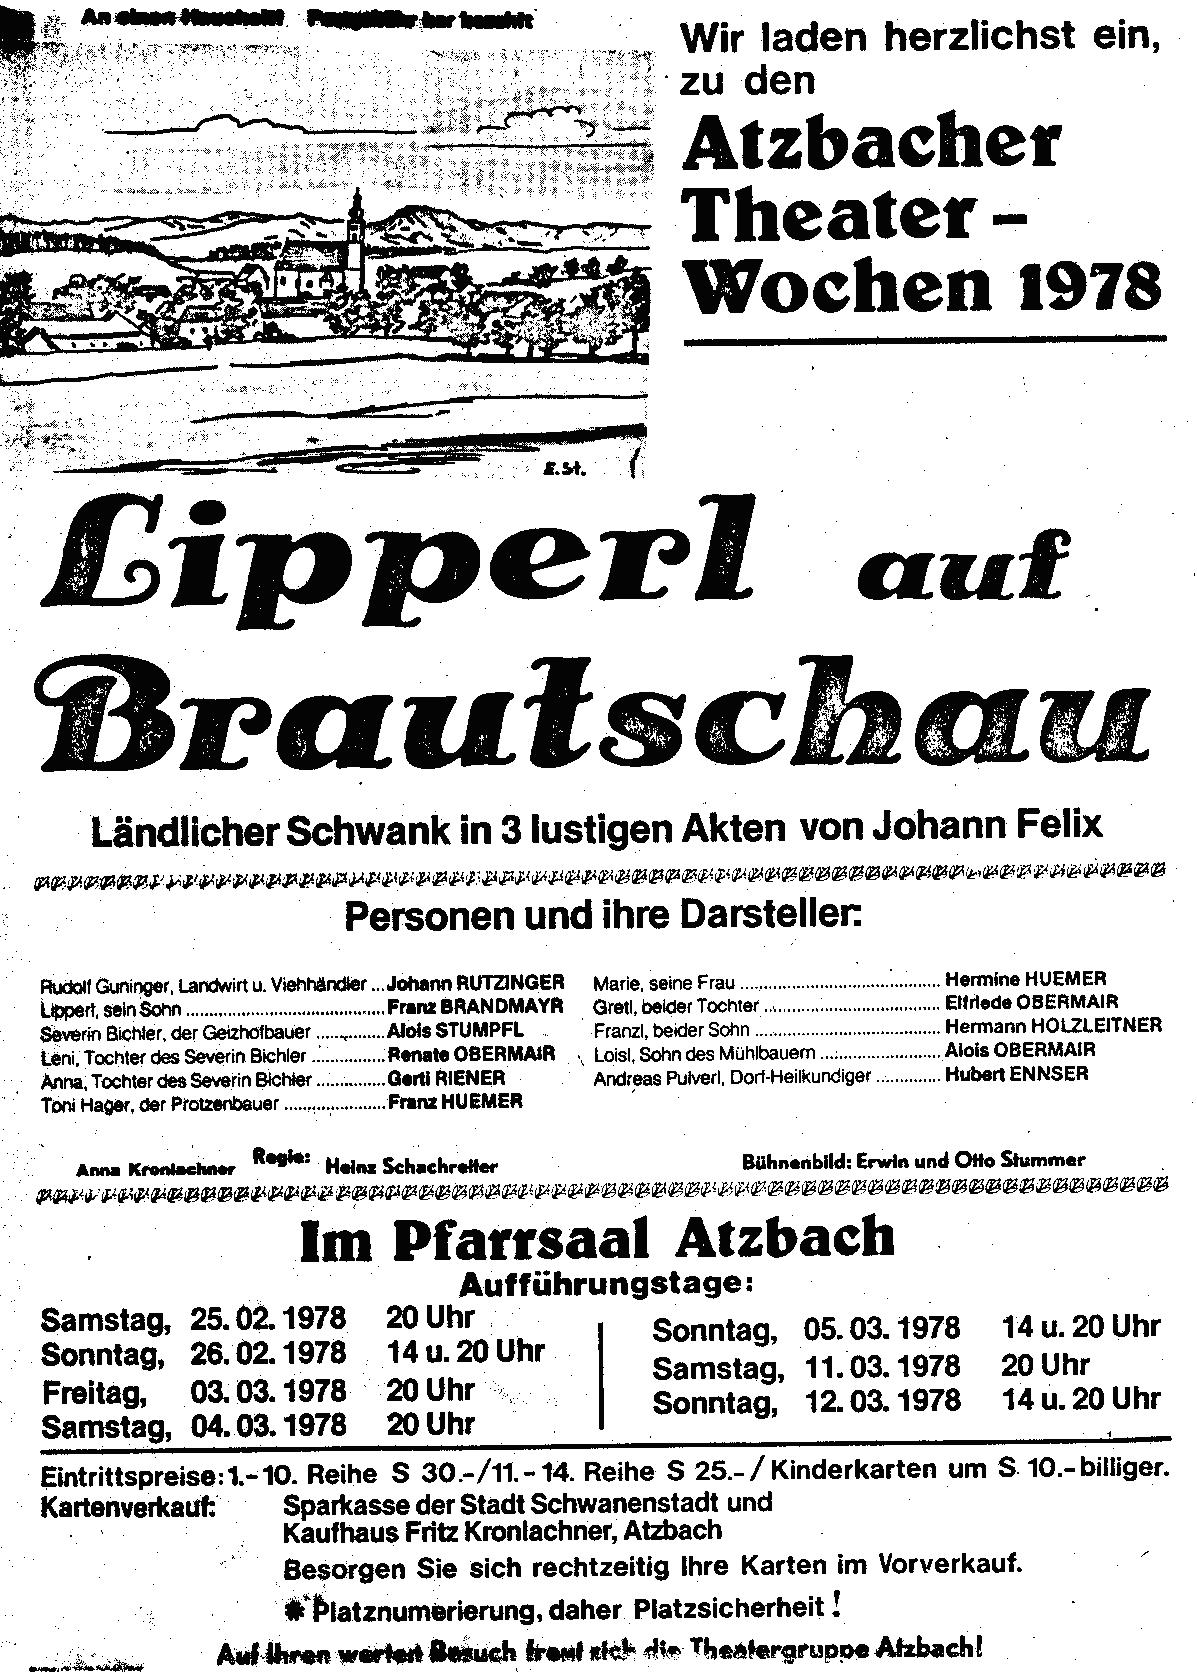 An einen Haushalt! Postgebühr bar bezahlt
Wir laden herzlichst ein,
zu den
Atzbacher
Theater-
Wochen 1978
E.St.
Lipperl auf
Brautschau
Ländlicher Schwank in 3 lustigen Akten von Johann Felix
Personen und ihre Darsteller:
Rudolf Guninger, Landwirt u. Viehhändler ... Johann RUTZINGER
Lipperl, sein Sohn ........................................ Franz BRANDMAYR
Severin Bichler, der Geizhofbauer .............. Alois STUMPFL
Leni, Tochter des Severin Bichler .............. Renate OBERMAIR
Anna, Tochter des Severin Bichler .............. Gerti RIENER
Toni Hager, der Protzenbauer ..................... Franz HUEMER
Marie, seine Frau ........................................ Hermine HUEMER
Gretl, beider Tochter .................................... Elfriede OBERMAIR
Franzl, beider Sohn ...................................... Hermann HOLZLEITNER
Loisl, Sohn des Mühlbauern ......................... Alois OBERMAIR
Andreas Pulverl, Dorf-Heilkundiger ............. Hubert ENNSER
Anna Kronlachner Regie: Heinz Schachreiter
Bühnenbild: Erwin und Otto Stummer
Im Pfarrsaal Atzbach
Aufführungstage:
Samstag, 25. 02. 1978 20 Uhr
Sonntag, 26. 02. 1978 14 u. 20 Uhr
Freitag, 03. 03. 1978 20 Uhr
Samstag, 04. 03. 1978 20 Uhr
Sonntag, 05. 03. 1978 14 u. 20 Uhr
Samstag, 11. 03. 1978 20 Uhr
Sonntag, 12. 03. 1978 14 u. 20 Uhr
Eintrittspreise: 1.-10. Reihe S 30.-/11.-14. Reihe S 25.-/ Kinderkarten um S 10.- billiger.
Kartenverkauf: Sparkasse der Stadt Schwanenstadt und
Kaufhaus Fritz Kronlachner, Atzbach
Besorgen Sie sich rechtzeitig Ihre Karten im Vorverkauf.
* Platznumerierung, daher Platzsicherheit!
Auf Ihren werten Besuch freut sich die Theatergruppe Atzbach!